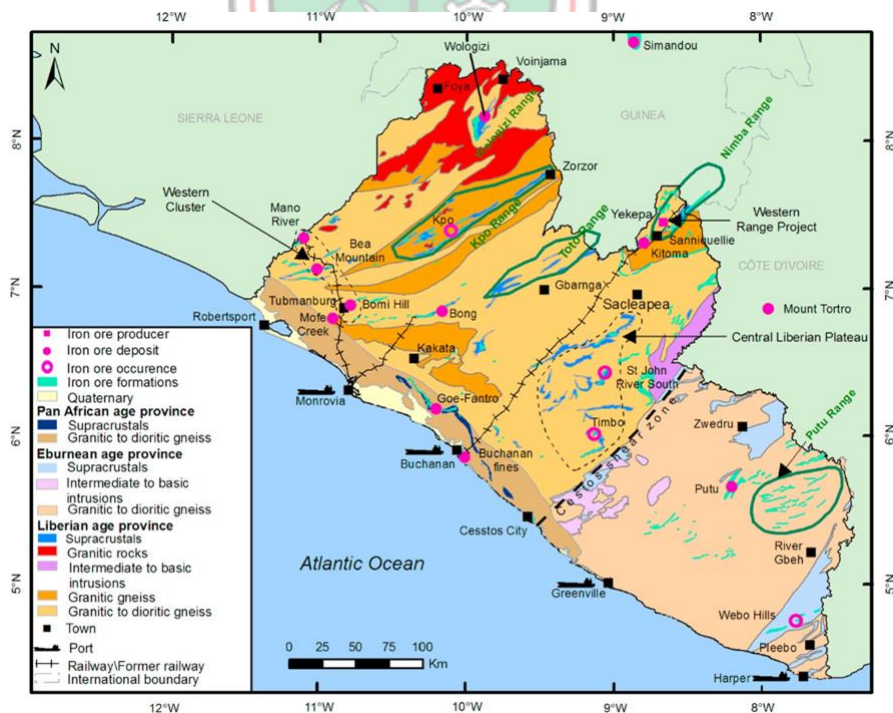 12°W
11°W
10°W
9°W
8°W
N
Wologizi
Voinjama
Simandou
Foya
SIERRA LEONE
GUINEA
Wologizi Range
Nimba Range
8°N
8°N
Zorzor
Western
Cluster
Mano
River
Kpo
Kpo Range
Toto Range
Yekepa
Western
Range Project
Sanniquellie
Kitoma
Bea
Mountain
CÔTE D'IVOIRE
7°N
7°N
Tubmanburg
Bomi Hill
Gbarnga
Sacleapea
Mount Tortro
Robertsport
Mofe
Creek
Bong
Central Liberian Plateau
Kakata
St John
River South
Monrovia
Goe-Fantro
Timbo
Zwedru
Putu Range
6°N
6°N
Buchanan
Buchanan
fines
Cestos shear zone
Putu
Cesstos City
River
Gbeh
Atlantic Ocean
5°N
5°N
Greenville
Webo Hills
Pleebo
Harper
0 20 40 60 80 100
Km
Iron ore producer
Iron ore deposit
Iron ore occurence
Iron ore formations
Quaternary
Pan African age province
Supracrustals
Granitic to dioritic gneiss
Eburnean age province
Supracrustals
Intermediate to basic
intrusions
Granitic to dioritic gneiss
Liberian age province
Supracrustals
Granitic rocks
Intermediate to basic
intrusions
Granitic gneiss
Granitic to dioritic gneiss
Town
Port
Railway\Former railway
International boundary
12°W
11°W
10°W
9°W
8°W